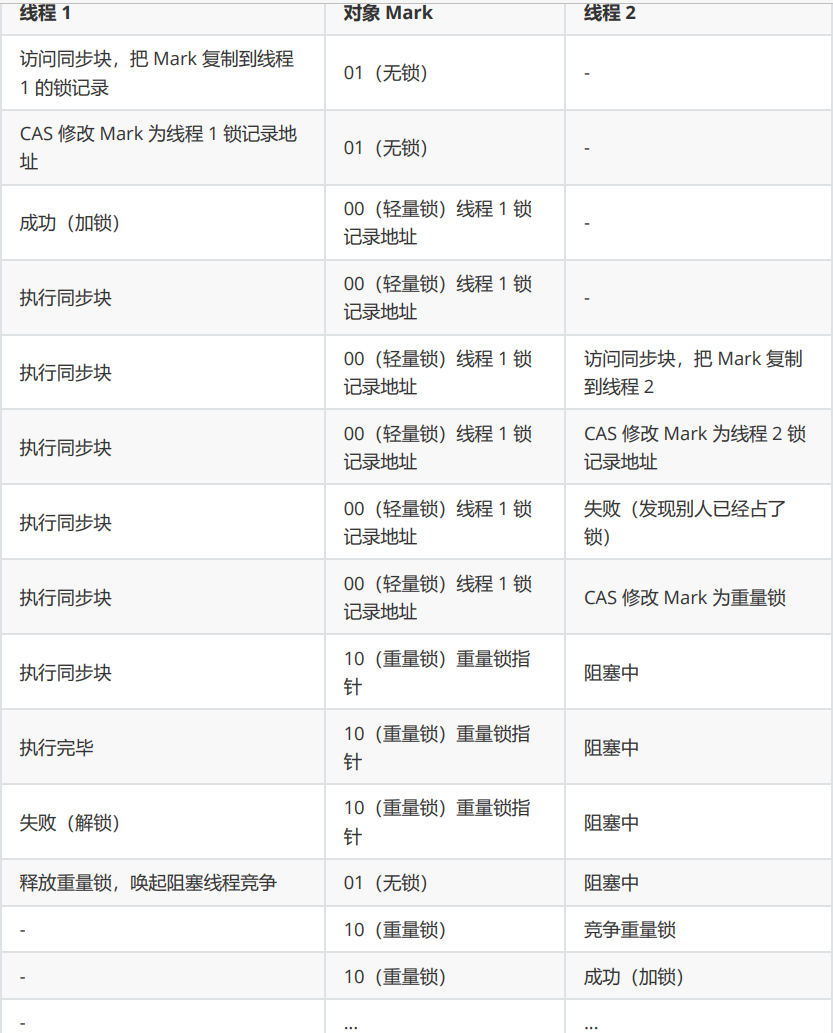 线程 1
对象 Mark
线程 2
访问同步块，把 Mark 复制到线程
1 的锁记录
01（无锁）
-
CAS 修改 Mark 为线程 1 锁记录地
址
01（无锁）
-
成功（加锁）
00（轻量锁）线程 1 锁
记录地址
-
执行同步块
00（轻量锁）线程 1 锁
记录地址
-
执行同步块
00（轻量锁）线程 1 锁
记录地址
访问同步块，把 Mark 复制
到线程 2
执行同步块
00（轻量锁）线程 1 锁
记录地址
CAS 修改 Mark 为线程 2 锁
记录地址
执行同步块
00（轻量锁）线程 1 锁
记录地址
失败（发现别人已经占了
锁）
执行同步块
00（轻量锁）线程 1 锁
记录地址
CAS 修改 Mark 为重量锁
执行同步块
10（重量锁）重量锁指
针
阻塞中
执行完毕
10（重量锁）重量锁指
针
阻塞中
失败（解锁）
10（重量锁）重量锁指
针
阻塞中
释放重量锁，唤起阻塞线程竞争
01（无锁）
阻塞中
-
10（重量锁）
竞争重量锁
-
10（重量锁）
成功（加锁）
-
...
...